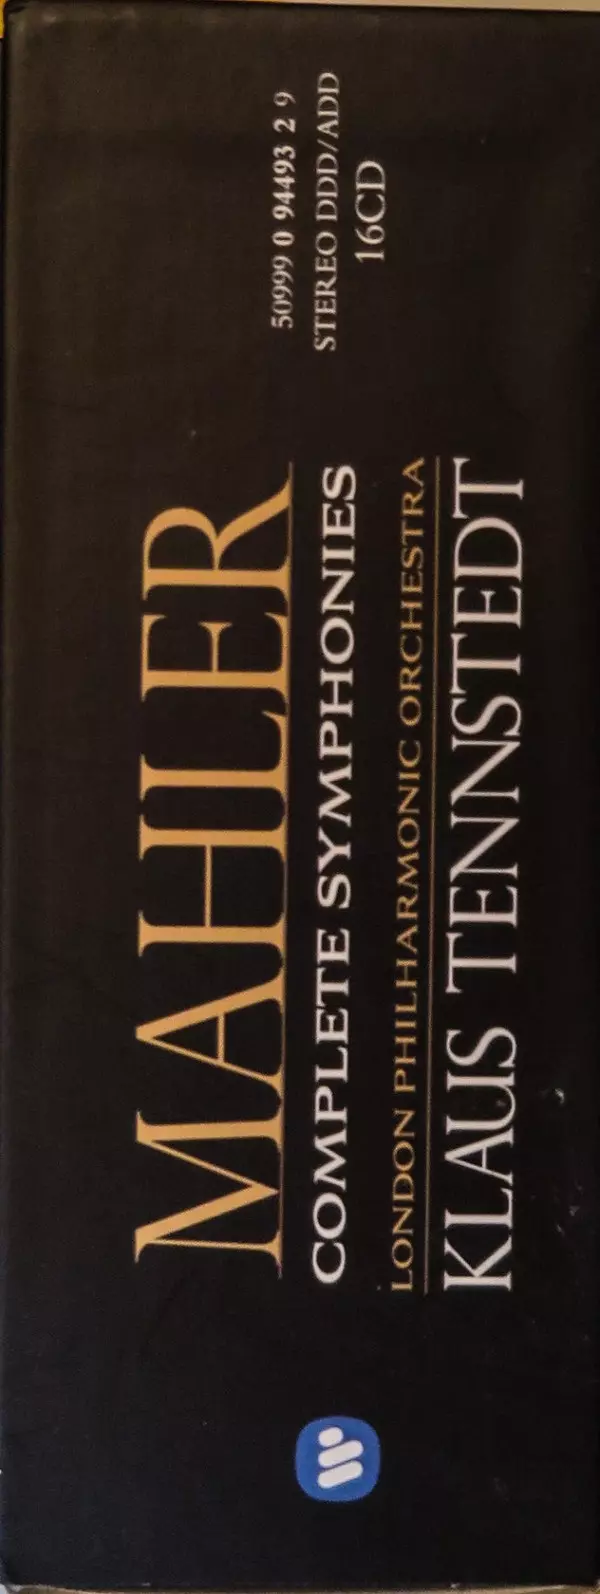 MAHLER
COMPLETE SYMPHONIES
LONDON PHILHARMONIC ORCHESTRA
KLAUS TENNSTEDT
50999 0 94493 2 9
STEREO DDD/ADD
16CD